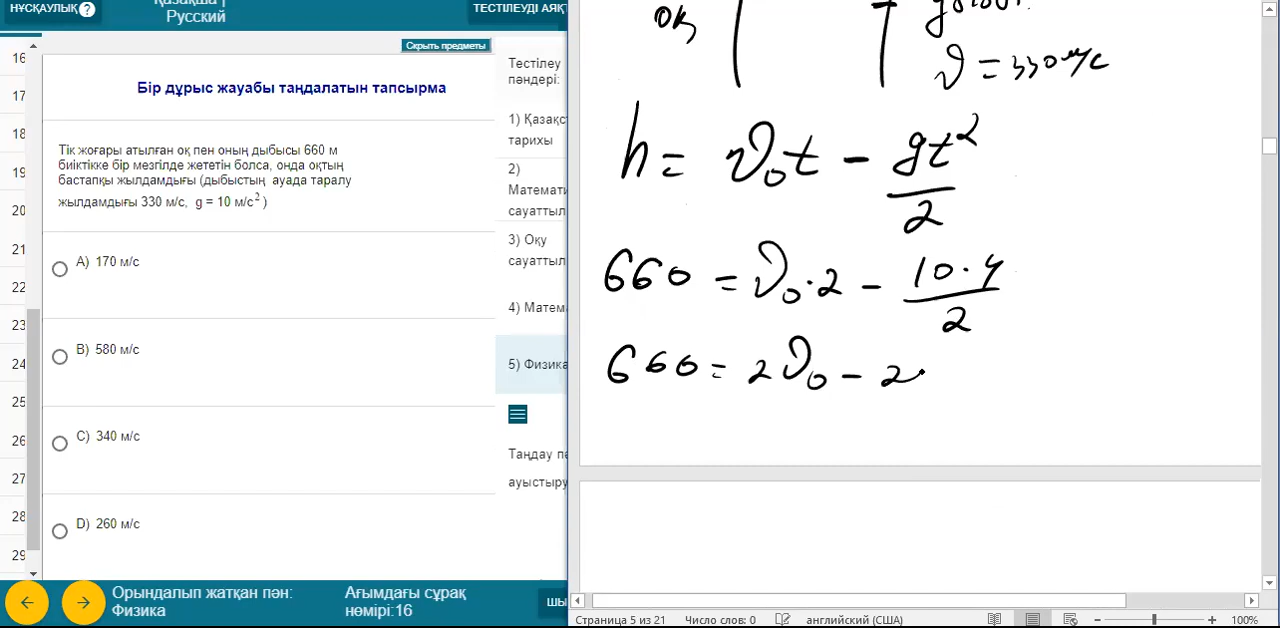 НҰСҚАУЛЫҚ ?
Русский
ТЕСТІЛЕУДІ АЯҚ
Скрыть предметы
16
17
18
19
20
21
22
23
24
25
26
27
28
29
Бір дұрыс жауабы таңдалатын тапсырма
Тік жоғары атылған оқ пен оның дыбысы 660 м
биіктікке бір мезгілде жететін болса, онда оқтың
бастапқы жылдамдығы (дыбыстың ауада таралу
жылдамдығы 330 м/с, g = 10 м/с² )
A) 170 м/с
B) 580 м/с
C) 340 м/с
D) 260 м/с
Тестілеу
пәндері:
1) Қазақст
тарихы
2)
Математи
сауаттыл
3) Оқу
сауаттыл
4) Матем
5) Физика
Таңдау пә
ауыстыру
Орындалып жатқан пән:
Физика
Ағымдағы сұрақ
нөмірі:16
ШЫ
оқ
ϑ = 330 м/с
h = ϑ₀t − gt²/2
660 = ϑ₀·2 − 10·4/2
660 = 2ϑ₀ − 2
Страница 5 из 21
Число слов: 0
английский (США)
100%